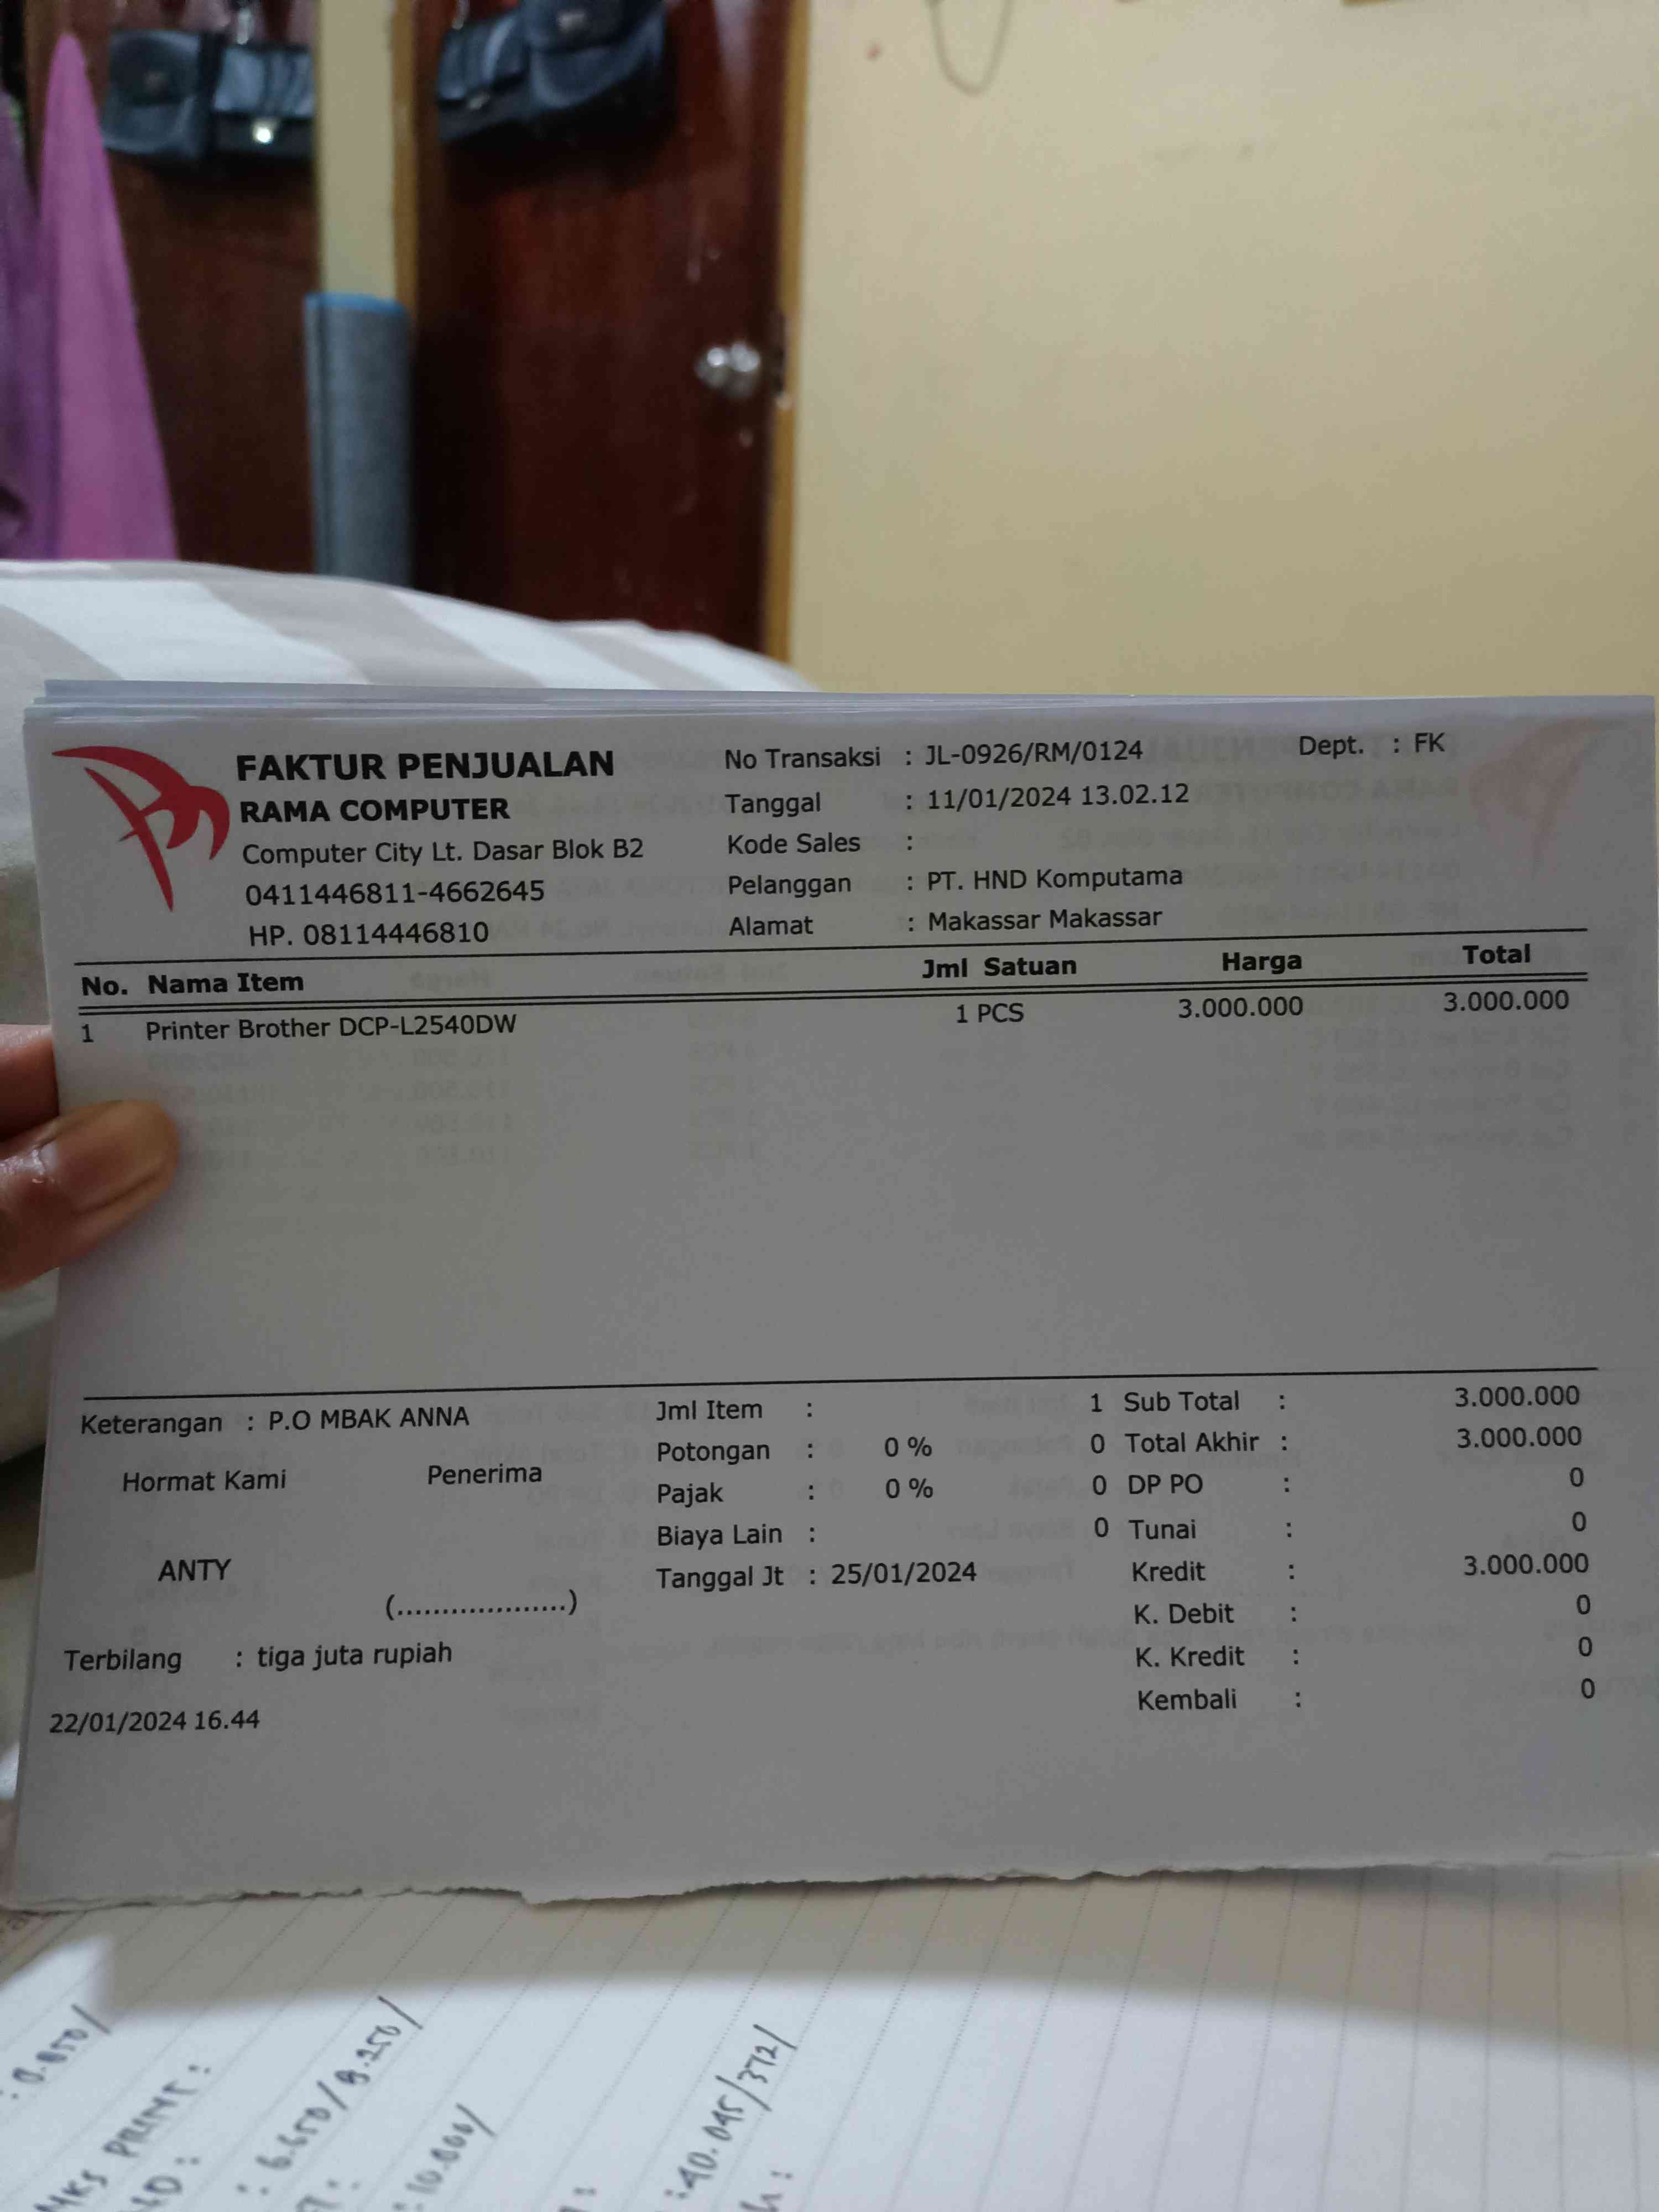 FAKTUR PENJUALAN
RAMA COMPUTER
Computer City Lt. Dasar Blok B2
0411446811-4662645
HP. 08114446810
No Transaksi : JL-0926/RM/0124
Dept. : FK
Tanggal : 11/01/2024 13.02.12
Kode Sales :
Pelanggan : PT. HND Komputama
Alamat : Makassar Makassar
No. Nama Item Jml Satuan Harga Total
1 Printer Brother DCP-L2540DW 1 PCS 3.000.000 3.000.000
Keterangan : P.O MBAK ANNA
Hormat Kami Penerima
ANTY
(...................)
Terbilang : tiga juta rupiah
22/01/2024 16.44
Jml Item : 1
Potongan : 0 % 0
Pajak : 0 % 0
Biaya Lain : 0
Tanggal Jt : 25/01/2024
Sub Total : 3.000.000
Total Akhir : 3.000.000
DP PO : 0
Tunai : 0
Kredit : 3.000.000
K. Debit : 0
K. Kredit : 0
Kembali : 0
PRINT :
: 10.000/
: 40.045/372/